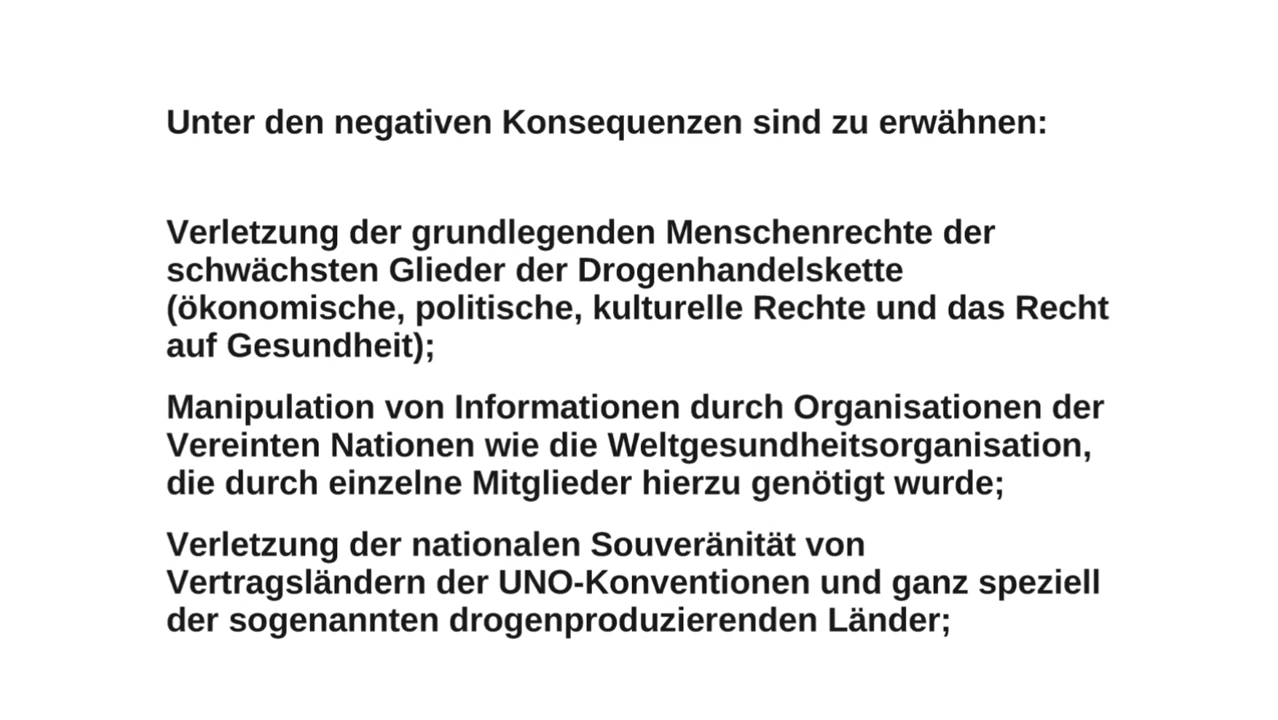 Unter den negativen Konsequenzen sind zu erwähnen:
Verletzung der grundlegenden Menschenrechte der
schwächsten Glieder der Drogenhandelskette
(ökonomische, politische, kulturelle Rechte und das Recht
auf Gesundheit);
Manipulation von Informationen durch Organisationen der
Vereinten Nationen wie die Weltgesundheitsorganisation,
die durch einzelne Mitglieder hierzu genötigt wurde;
Verletzung der nationalen Souveränität von
Vertragsländern der UNO-Konventionen und ganz speziell
der sogenannten drogenproduzierenden Länder;